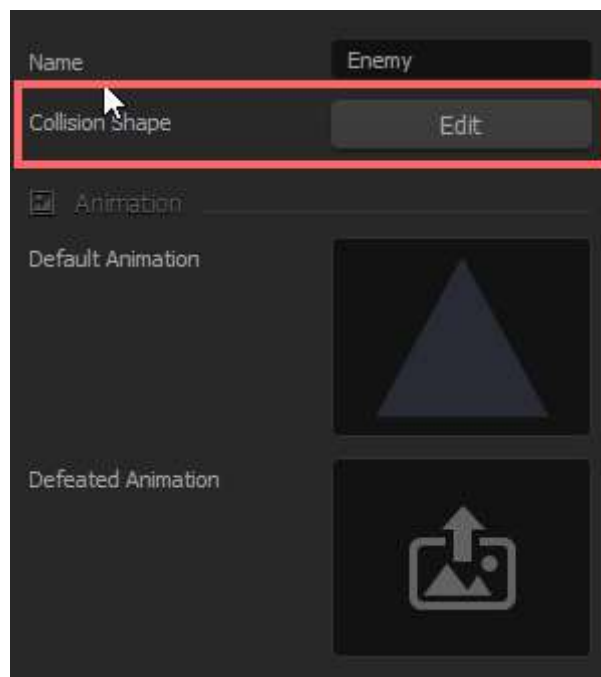 Name
Enemy
Collision Shape
Edit
Animation
Default Animation
Defeated Animation